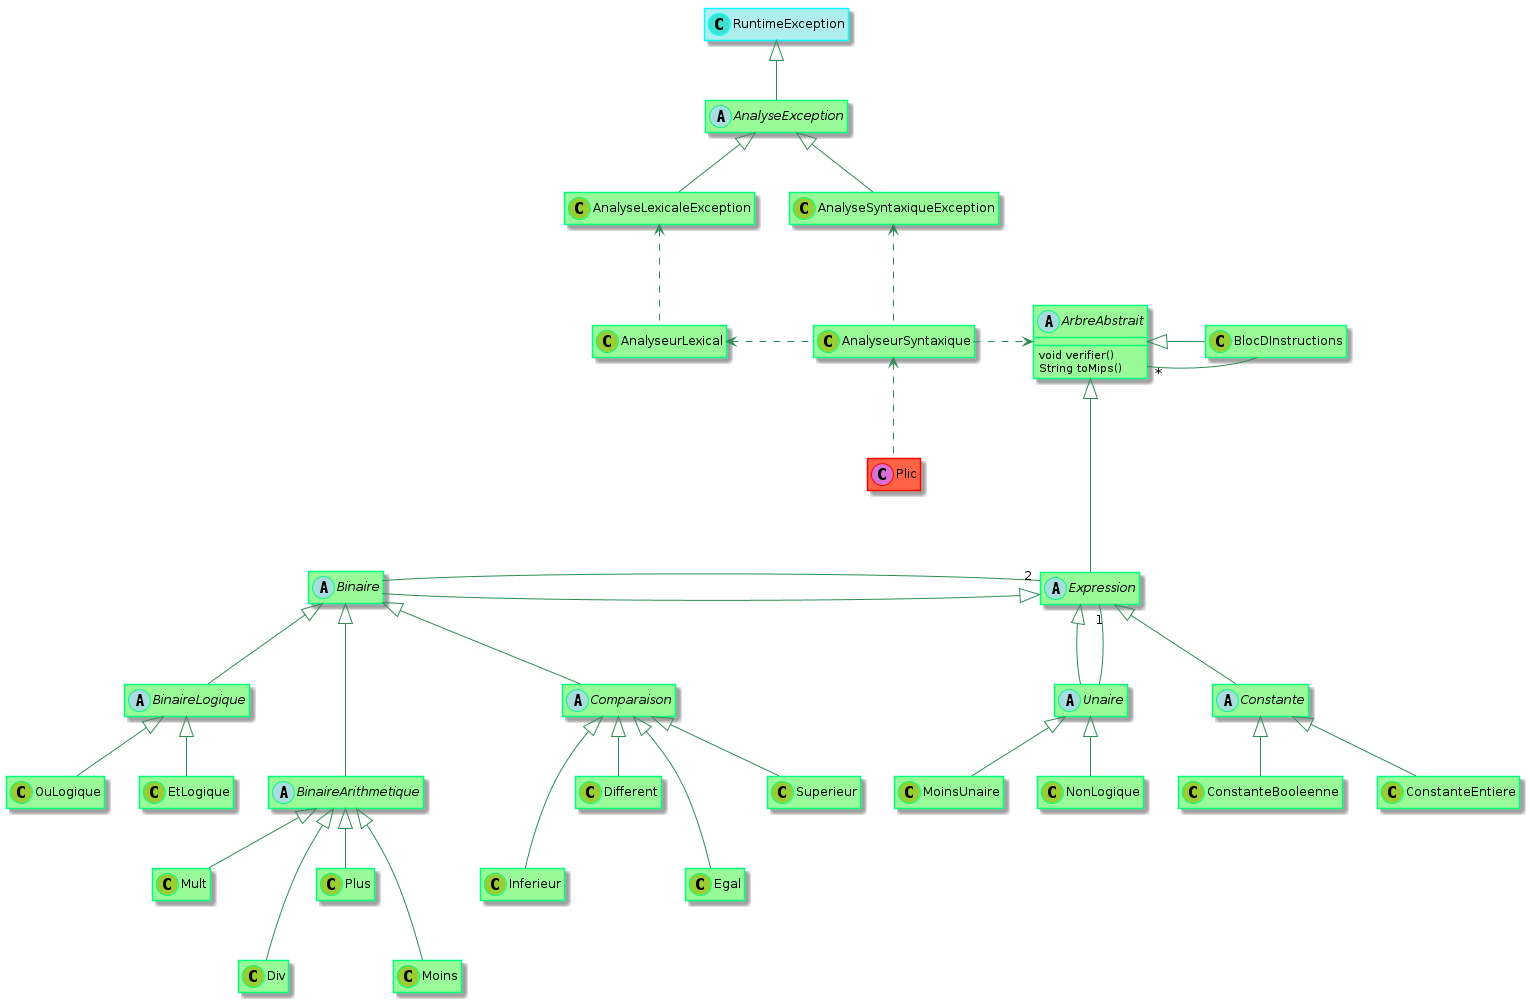 C RuntimeException
A AnalyseException
C AnalyseLexicaleException
C AnalyseSyntaxiqueException
A ArbreAbstrait
void verifier()
String toMips()
C AnalyseurLexical
C AnalyseurSyntaxique
C BlocDInstructions
*
C Plic
A Binaire
2
A Expression
1
A BinaireLogique
A Comparaison
A Unaire
A Constante
C OuLogique
C EtLogique
A BinaireArithmetique
C Different
C Superieur
C MoinsUnaire
C NonLogique
C ConstanteBooleenne
C ConstanteEntiere
C Mult
C Plus
C Inferieur
C Egal
C Div
C Moins